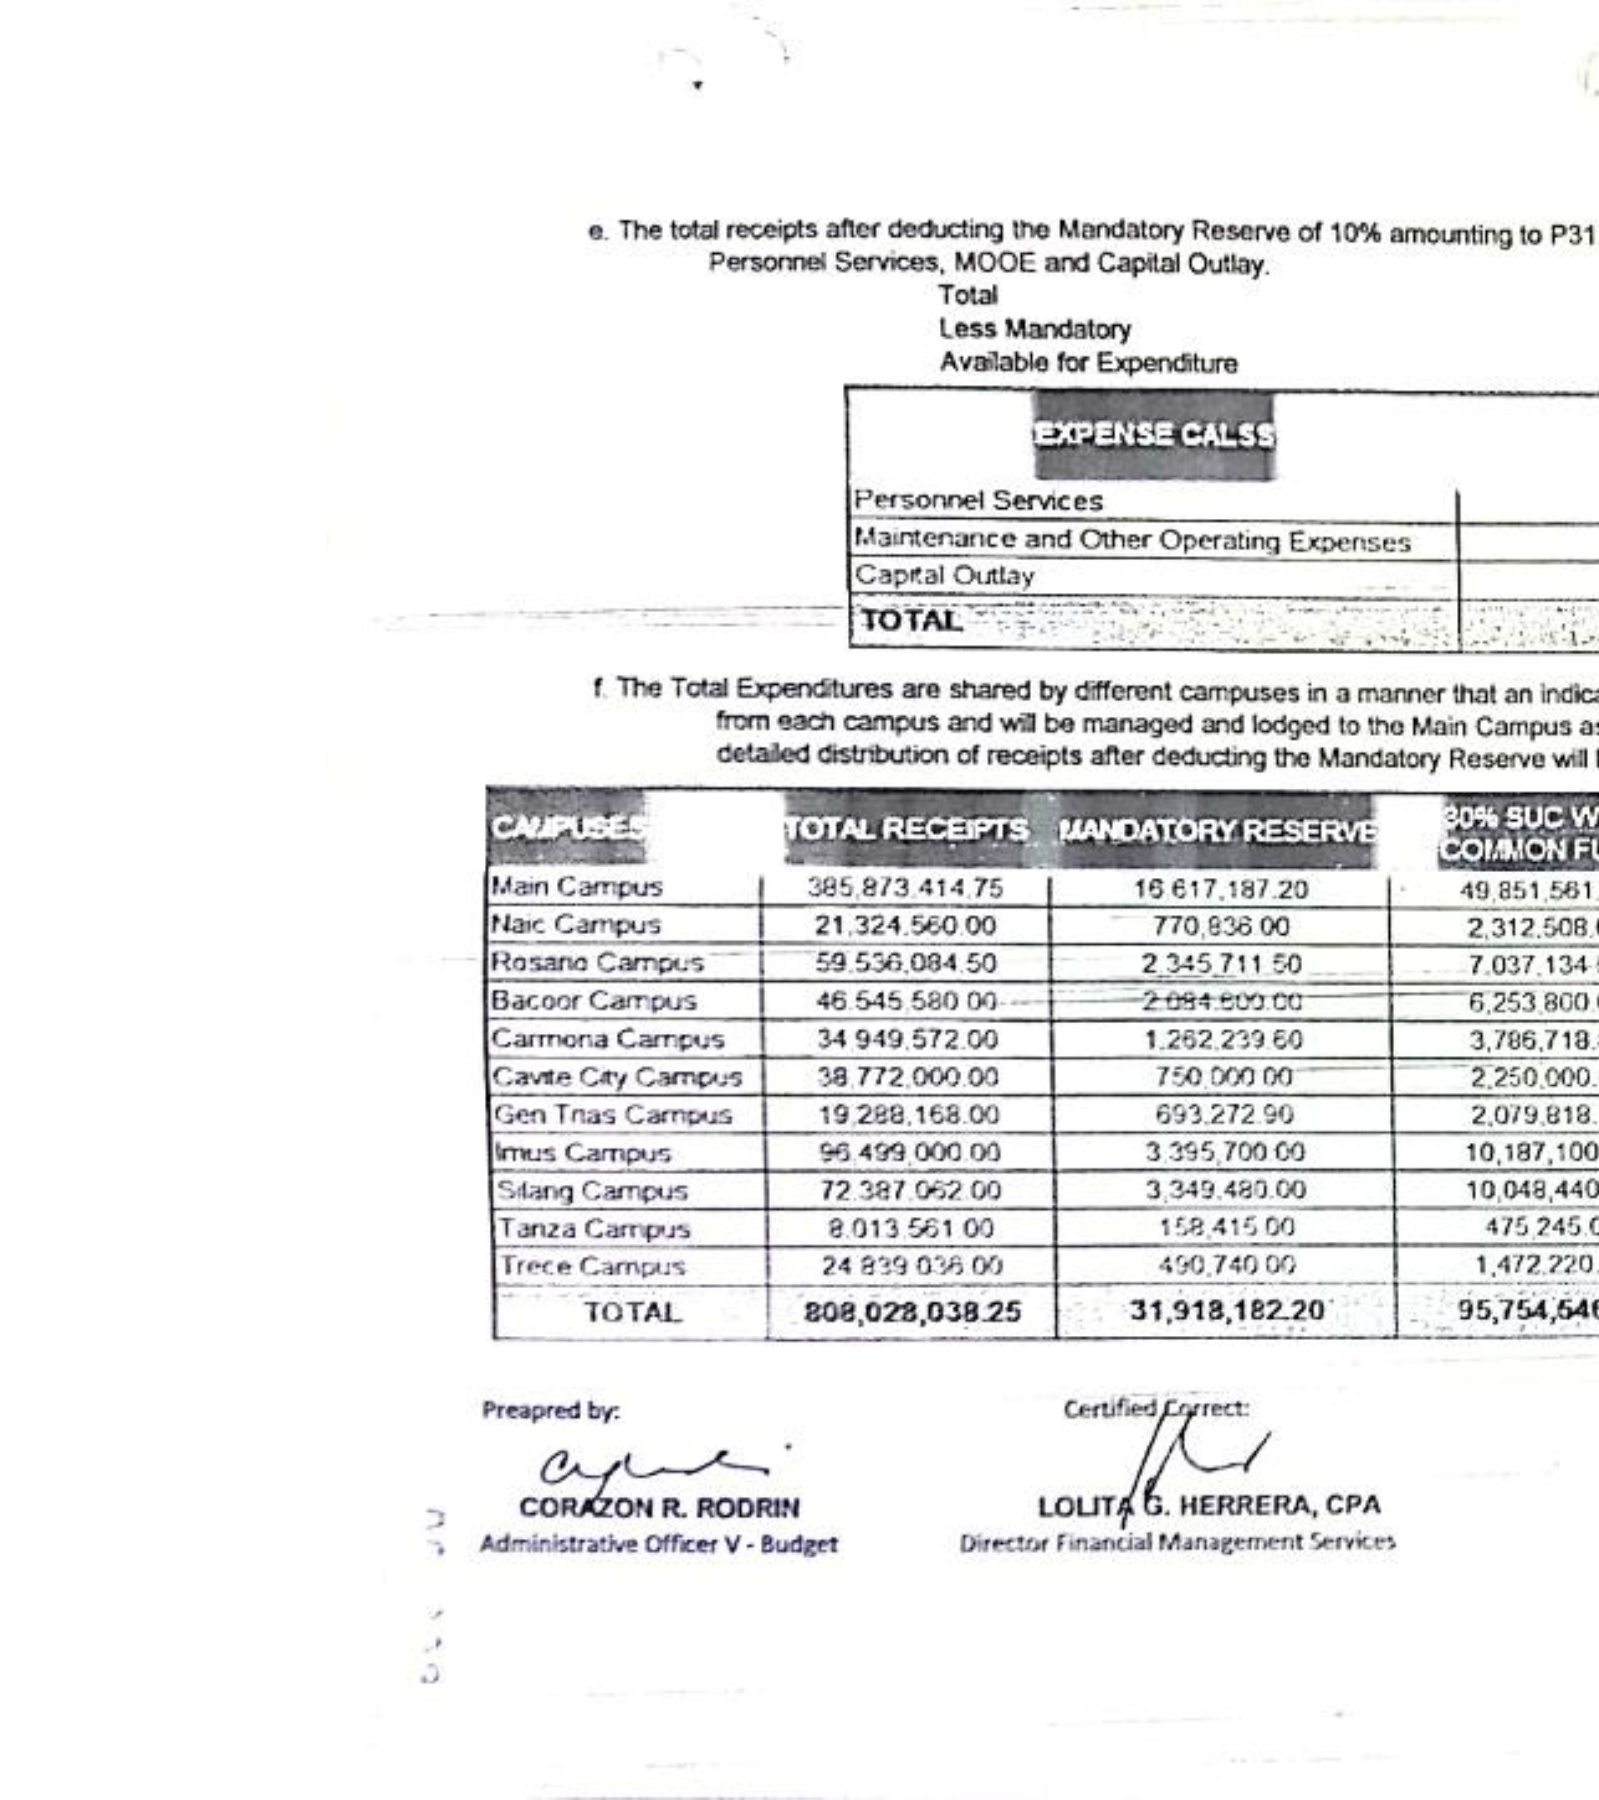 e. The total receipts after deducting the Mandatory Reserve of 10% amounting to P31
Personnel Services, MOOE and Capital Outlay.
Total
Less Mandatory
Available for Expenditure
EXPENSE CALSS
Personnel Services
Maintenance and Other Operating Expenses
Capital Outlay
TOTAL
f. The Total Expenditures are shared by different campuses in a manner that an indica
from each campus and will be managed and lodged to the Main Campus as
detailed distribution of receipts after deducting the Mandatory Reserve will
CAMPUSES TOTAL RECEIPTS MANDATORY RESERVE 30% SUC W
COMMON FU
Main Campus 385,873,414.75 16,617,187.20 49,851,561.
Naic Campus 21,324,560.00 770,836.00 2,312,508.
Rosario Campus 59,536,084.50 2,345,711.50 7,037,134
Bacoor Campus 46,545,580.00 2,084,600.00 6,253,800.
Carmona Campus 34,949,572.00 1,262,239.60 3,786,718.
Cavite City Campus 38,772,000.00 750,000.00 2,250,000.
Gen Trias Campus 19,288,168.00 693,272.90 2,079,818.
Imus Campus 96,499,000.00 3,395,700.00 10,187,100
Silang Campus 72,387,062.00 3,349,480.00 10,048,440
Tanza Campus 8,013,561.00 158,415.00 475,245.0
Trece Campus 24,839,036.00 490,740.00 1,472,220.
TOTAL 808,028,038.25 31,918,182.20 95,754,546
Preapred by: Certified Correct:
CORAZON R. RODRIN LOLITA G. HERRERA, CPA
Administrative Officer V - Budget Director Financial Management Services